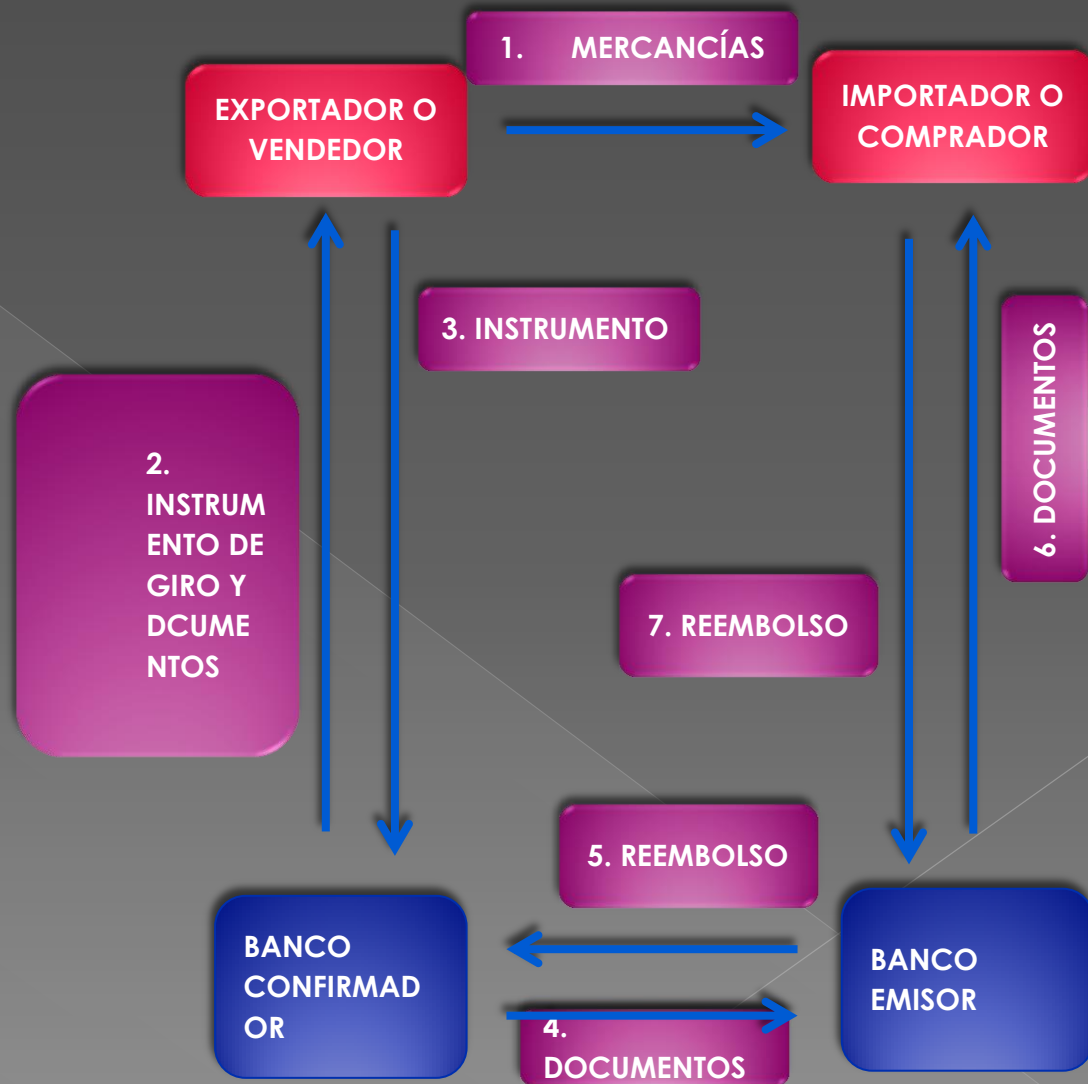 1. MERCANCÍAS
EXPORTADOR O
VENDEDOR
IMPORTADOR O
COMPRADOR
3. INSTRUMENTO
6. DOCUMENTOS
2.
INSTRUM
ENTO DE
GIRO Y
DCUME
NTOS
7. REEMBOLSO
5. REEMBOLSO
BANCO
CONFIRMAD
OR
BANCO
EMISOR
4.
DOCUMENTOS